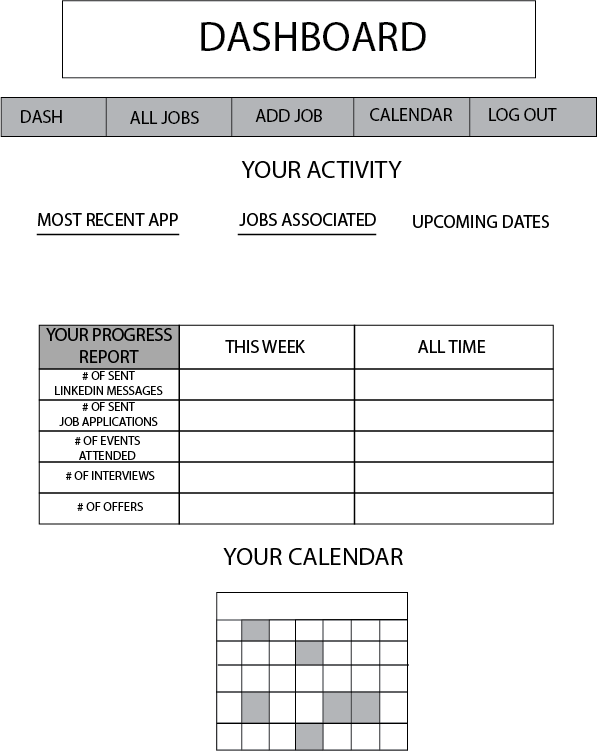 DASHBOARD
DASH ALL JOBS ADD JOB CALENDAR LOG OUT
YOUR ACTIVITY
MOST RECENT APP JOBS ASSOCIATED UPCOMING DATES
YOUR PROGRESS
REPORT THIS WEEK ALL TIME
# OF SENT
LINKEDIN MESSAGES
# OF SENT
JOB APPLICATIONS
# OF EVENTS
ATTENDED
# OF INTERVIEWS
# OF OFFERS
YOUR CALENDAR